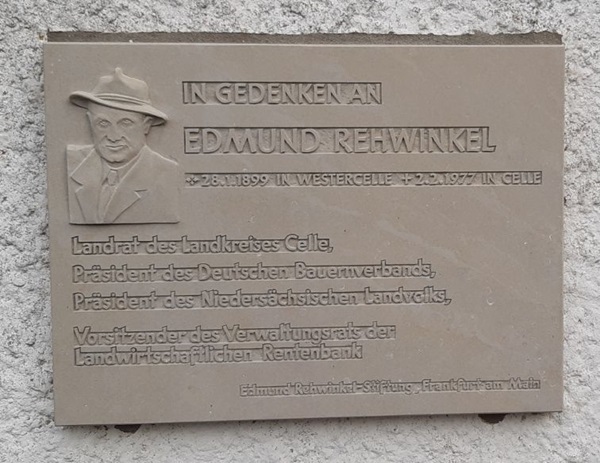 IN GEDENKEN AN
EDMUND REHWINKEL
*28.1.1899 IN WESTERCELLE +2.2.1977 IN CELLE
Landrat des Landkreises Celle,
Präsident des Deutschen Bauernverbands,
Präsident des Niedersächsischen Landvolks,
Vorsitzender des Verwaltungsrats der
Landwirtschaftlichen Rentenbank
Edmund Rehwinkel-Stiftung, Frankfurt am Main